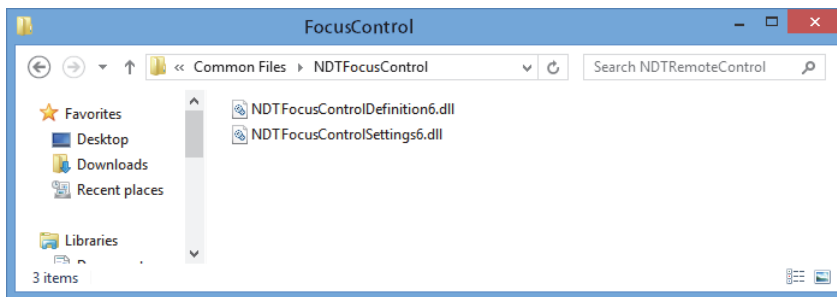 FocusControl
« Common Files ▸ NDTFocusControl
Search NDTRemoteControl
Favorites
Desktop
Downloads
Recent places
Libraries
NDTFocusControlDefinition6.dll
NDTFocusControlSettings6.dll
3 items